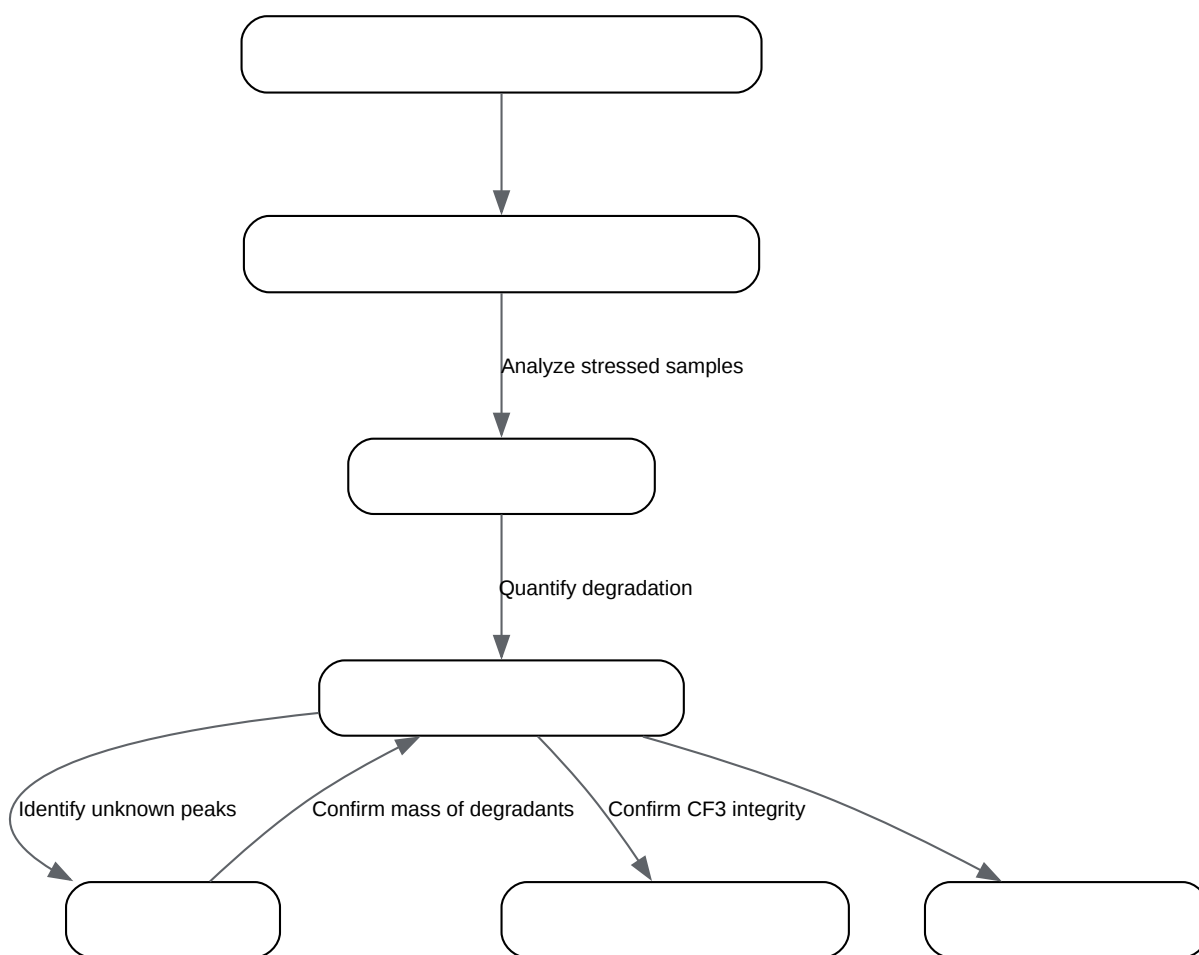 Analyze stressed samples
Quantify degradation
Identify unknown peaks
Confirm mass of degradants
Confirm CF3 integrity